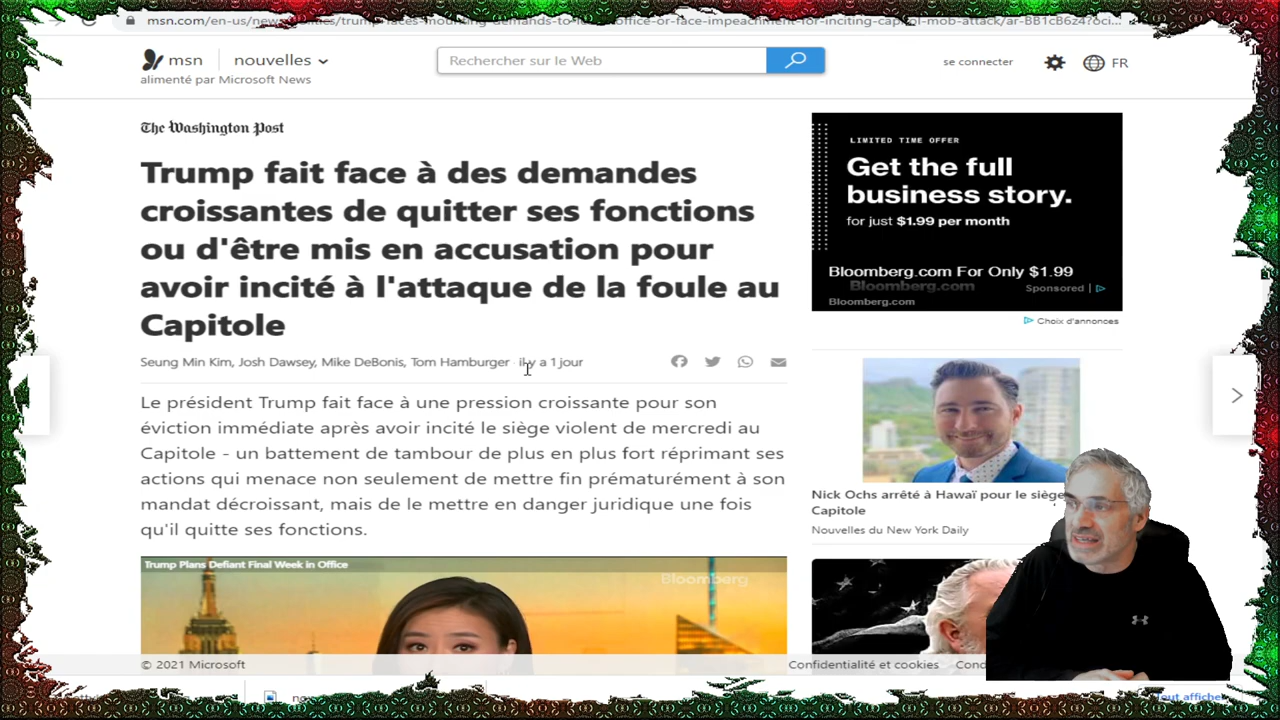 msn.com/en-us/new
msn
nouvelles
Rechercher sur le Web
se connecter
FR
alimenté par Microsoft News
The Washington Post
Trump fait face à des demandes
croissantes de quitter ses fonctions
ou d'être mis en accusation pour
avoir incité à l'attaque de la foule au
Capitole
Seung Min Kim, Josh Dawsey, Mike DeBonis, Tom Hamburger · il y a 1 jour
Le président Trump fait face à une pression croissante pour son
éviction immédiate après avoir incité le siège violent de mercredi au
Capitole - un battement de tambour de plus en plus fort réprimant ses
actions qui menace non seulement de mettre fin prématurément à son
mandat décroissant, mais de le mettre en danger juridique une fois
qu'il quitte ses fonctions.
Trump Plans Defiant Final Week in Office
Bloomberg
LIMITED TIME OFFER
Get the full
business story.
for just $1.99 per month
Bloomberg.com For Only $1.99
Bloomberg.com
Sponsored
Bloomberg.com
Choix d'annonces
Nick Ochs arrêté à Hawaï pour le siège
Capitole
Nouvelles du New York Daily
© 2021 Microsoft
Confidentialité et cookies